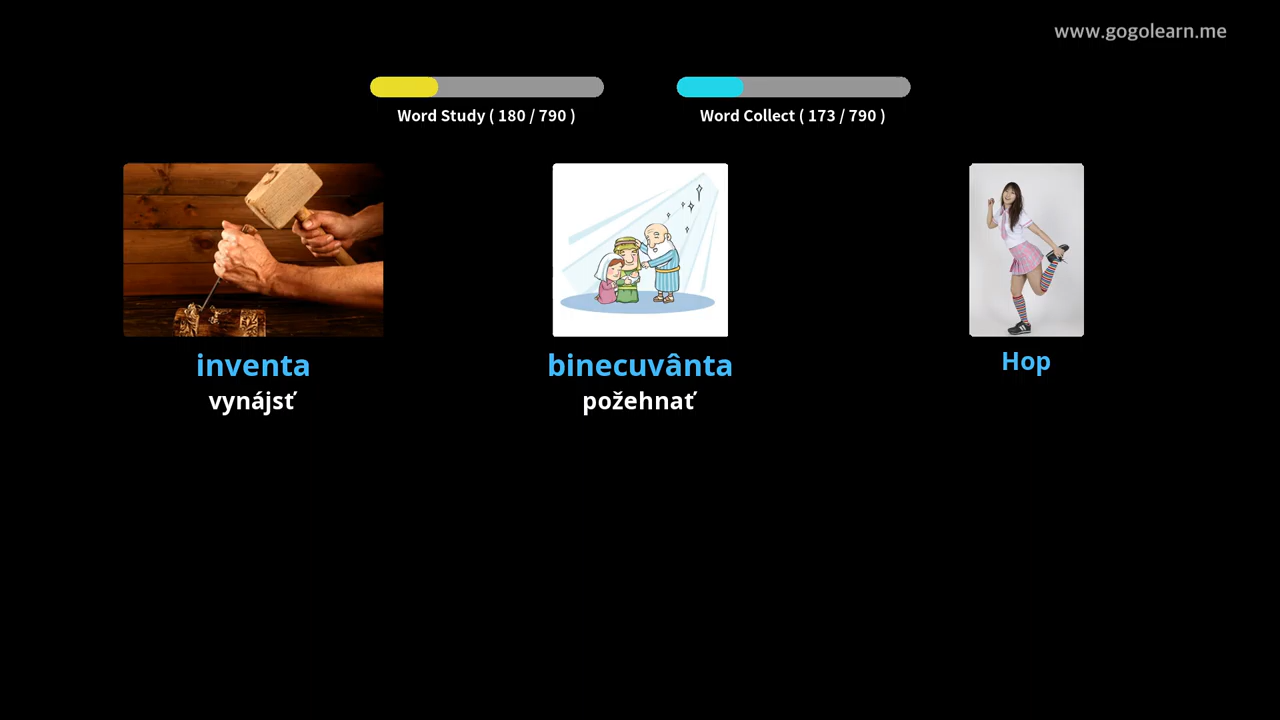 www.gogolearn.me
Word Study ( 180 / 790 )
Word Collect ( 173 / 790 )
inventa
vynájsť
binecuvânta
požehnať
Hop